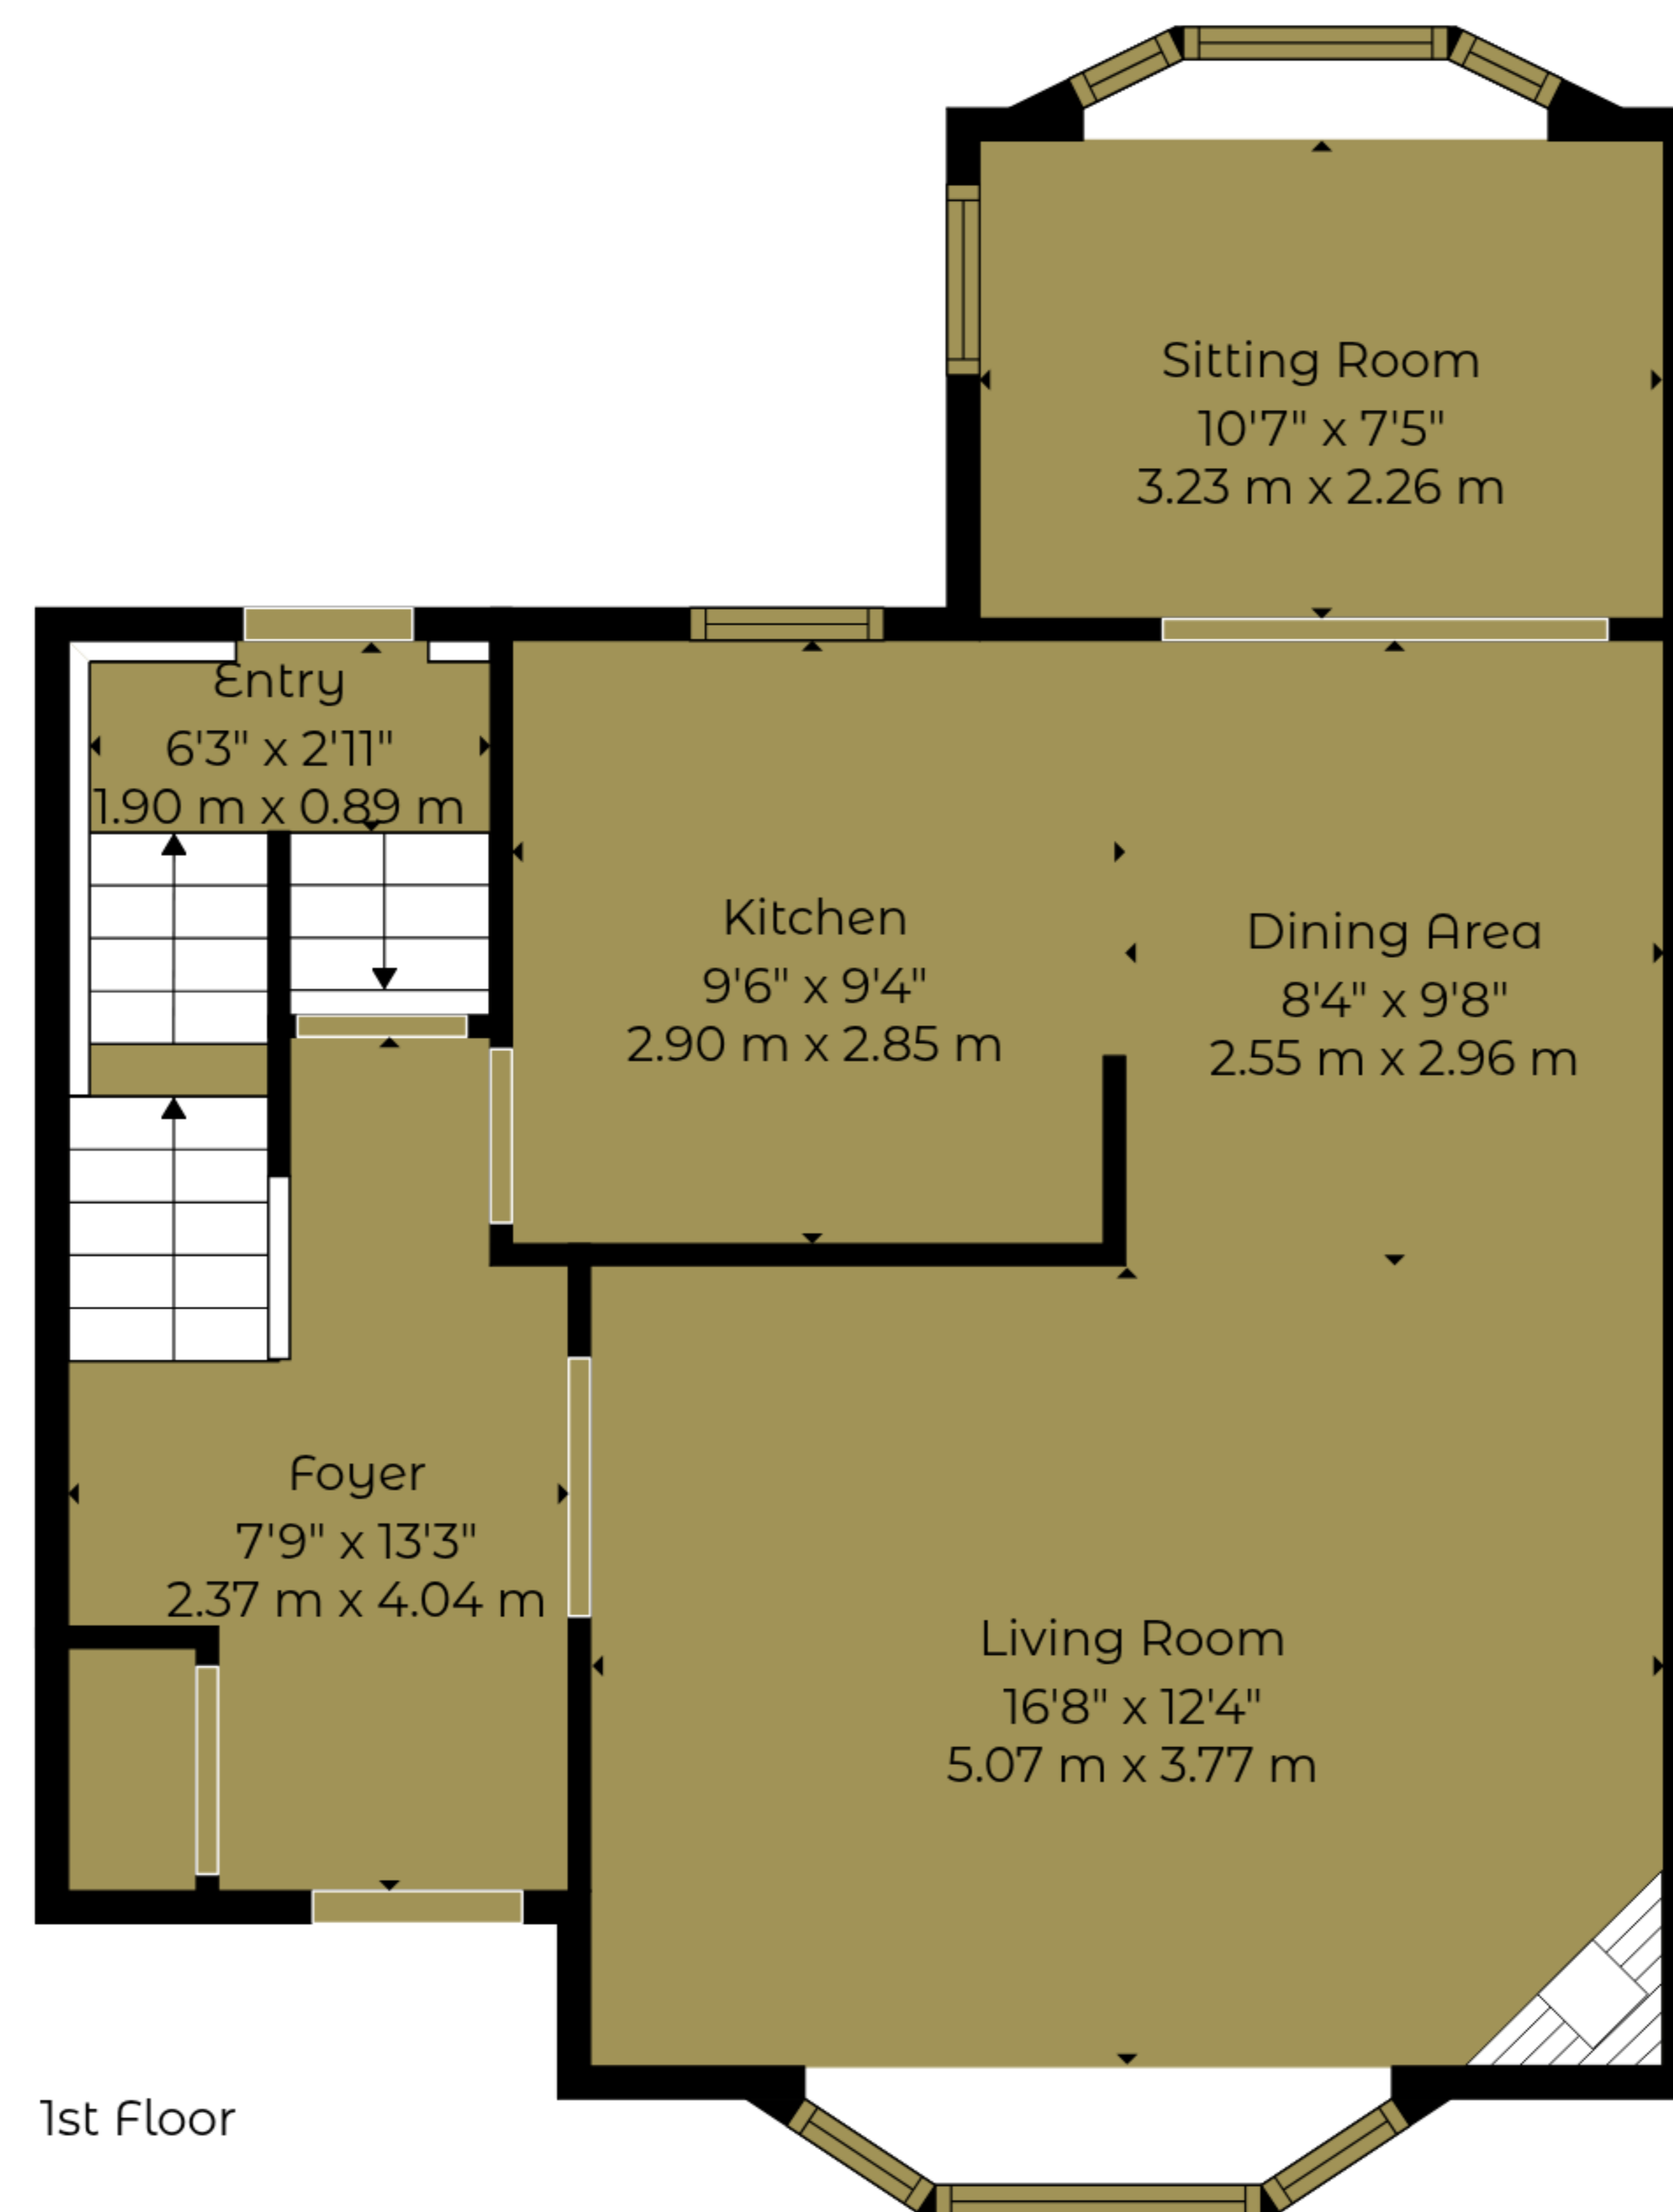 Sitting Room
10'7" x 7'5"
3.23 m x 2.26 m
Entry
6'3" x 2'11"
1.90 m x 0.89 m
Kitchen
9'6" x 9'4"
2.90 m x 2.85 m
Dining Area
8'4" x 9'8"
2.55 m x 2.96 m
Foyer
7'9" x 13'3"
2.37 m x 4.04 m
Living Room
16'8" x 12'4"
5.07 m x 3.77 m
1st Floor